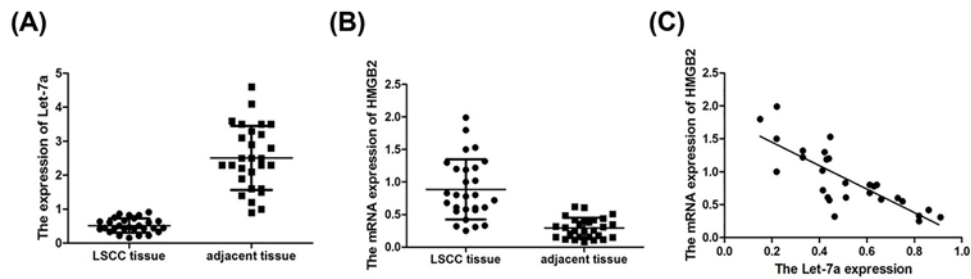 (A)
The expression of Let-7a
5
4
3
2
1
0
LSCC tissue
adjacent tissue
(B)
The mRNA expression of HMGB2
2.5
2.0
1.5
1.0
0.5
0.0
LSCC tissue
adjacent tissue
(C)
The mRNA expression of HMGB2
2.5
2.0
1.5
1.0
0.5
0.0
0.0 0.2 0.4 0.6 0.8 1.0
The Let-7a expression